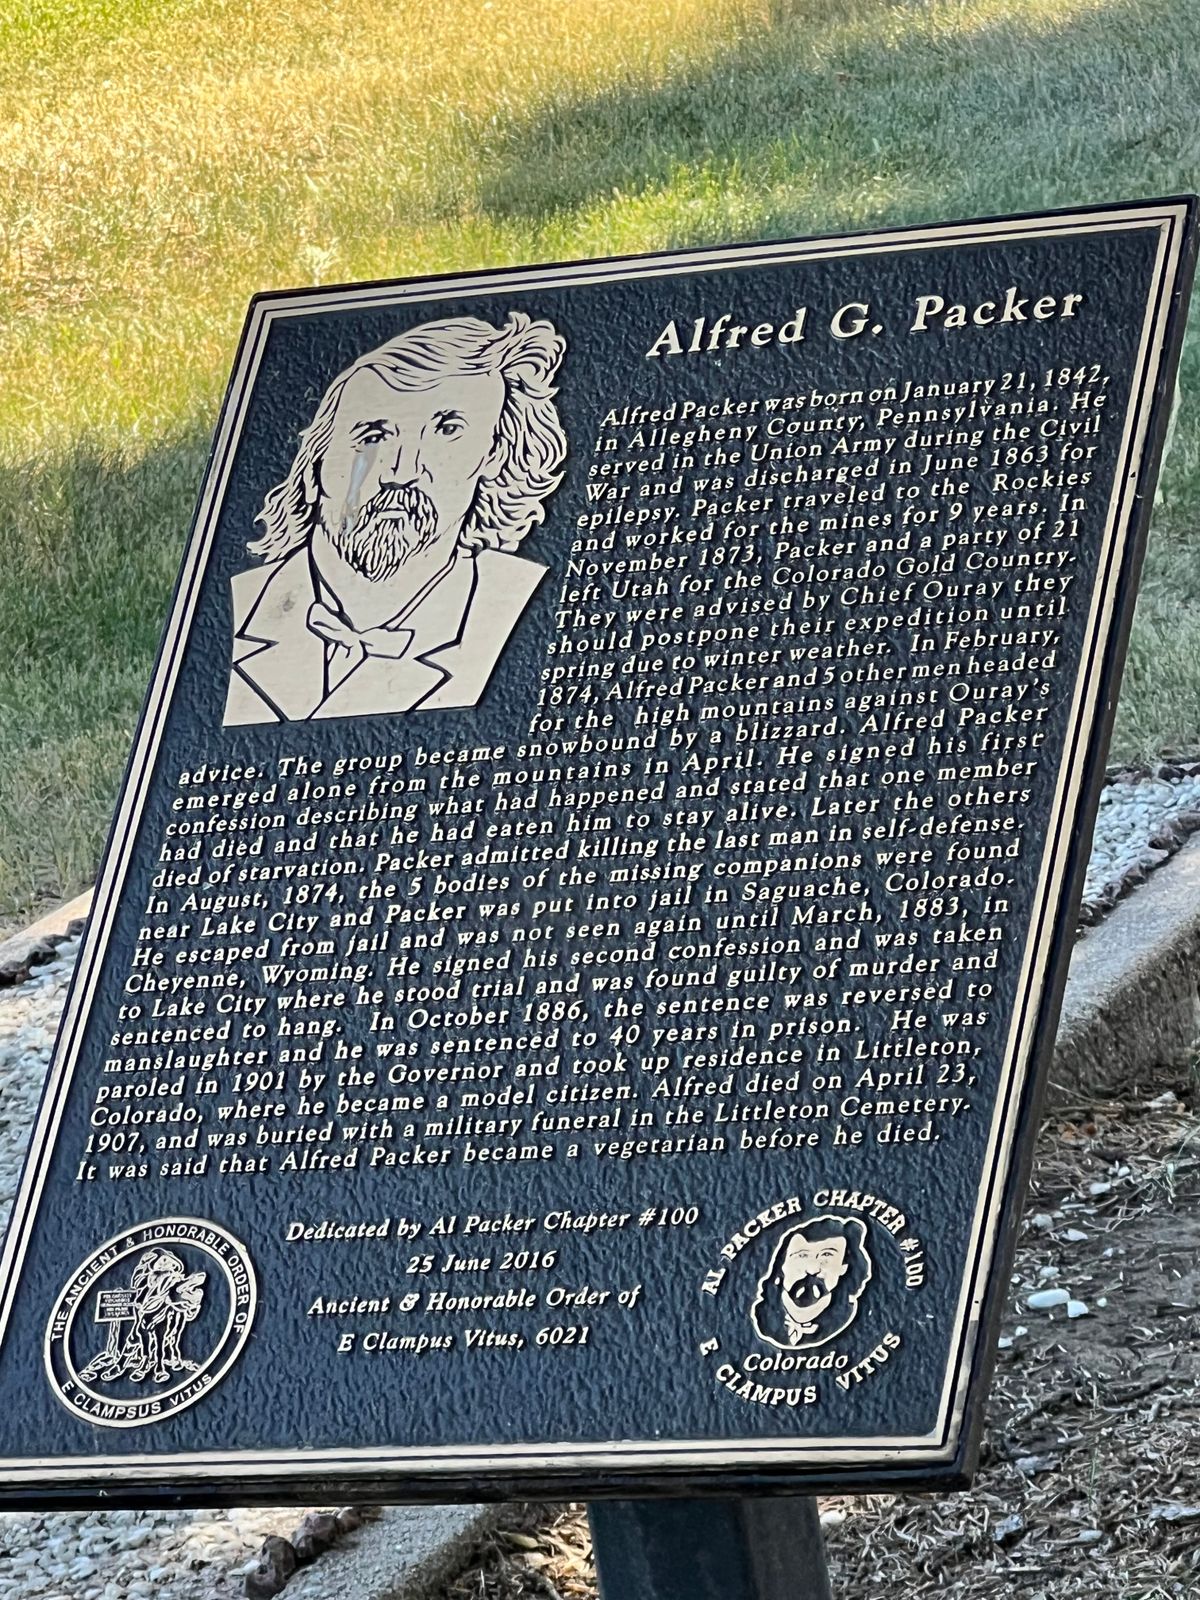 Alfred G. Packer
Alfred Packer was born on January 21, 1842,
in Allegheny County, Pennsylvania. He
served in the Union Army during the Civil
War and was discharged in June 1863 for
epilepsy. Packer traveled to the Rockies
and worked for the mines for 9 years. In
November 1873, Packer and a party of 21
left Utah for the Colorado Gold Country.
They were advised by Chief Ouray they
should postpone their expedition until
spring due to winter weather. In February,
1874, Alfred Packer and 5 other men headed
for the high mountains against Ouray's
advice. The group became snowbound by a blizzard. Alfred Packer
emerged alone from the mountains in April. He signed his first
confession describing what had happened and stated that one member
had died and that he had eaten him to stay alive. Later the others
died of starvation. Packer admitted killing the last man in self-defense.
In August, 1874, the 5 bodies of the missing companions were found
near Lake City and Packer was put into jail in Saguache, Colorado.
He escaped from jail and was not seen again until March, 1883, in
Cheyenne, Wyoming. He signed his second confession and was taken
to Lake City where he stood trial and was found guilty of murder and
sentenced to hang. In October 1886, the sentence was reversed to
manslaughter and he was sentenced to 40 years in prison. He was
paroled in 1901 by the Governor and took up residence in Littleton,
Colorado, where he became a model citizen. Alfred died on April 23,
1907, and was buried with a military funeral in the Littleton Cemetery.
It was said that Alfred Packer became a vegetarian before he died.
Dedicated by Al Packer Chapter #100
25 June 2016
Ancient & Honorable Order of
E Clampus Vitus, 6021
THE ANCIENT & HONORABLE ORDER OF
E CLAMPSUS VITUS
AL PACKER CHAPTER #100
Colorado
E CLAMPUS VITUS